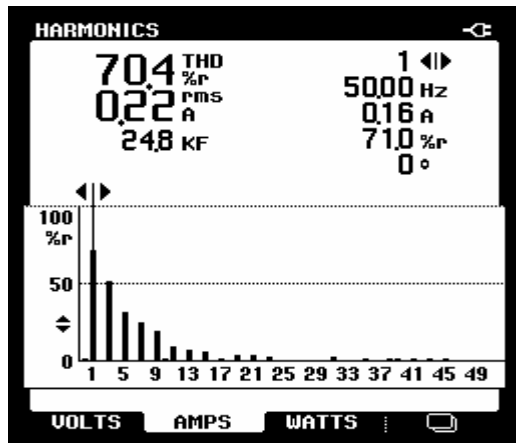 HARMONICS
70.4 THD %r
0.22 rms A
24.8 KF
1
50.00 Hz
0.16 A
71.0 %r
0 °
100
%r
50
0
1 5 9 13 17 21 25 29 33 37 41 45 49
VOLTS AMPS WATTS